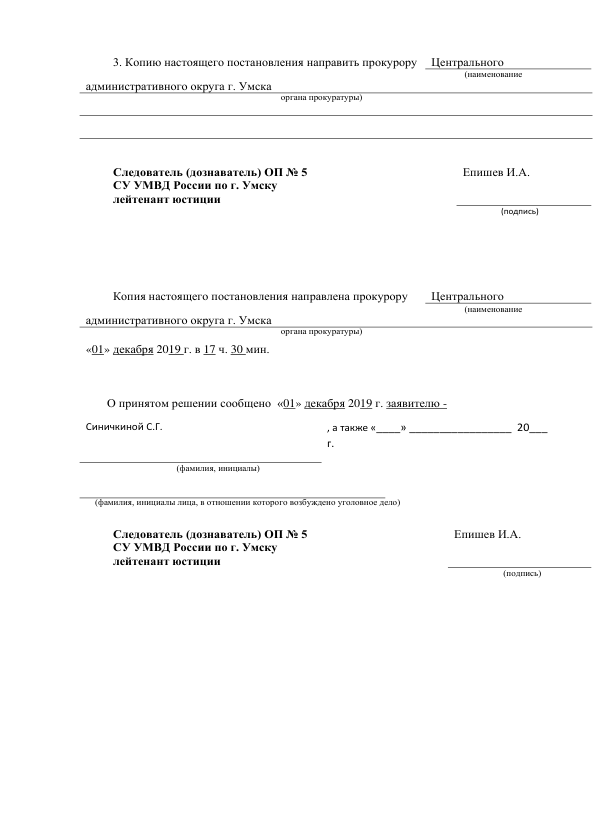 3. Копию настоящего постановления направить прокурору Центрального
(наименование
административного округа г. Умска
органа прокуратуры)
Следователь (дознаватель) ОП № 5 Епишев И.А.
СУ УМВД России по г. Умску
лейтенант юстиции
(подпись)
Копия настоящего постановления направлена прокурору Центрального
(наименование
административного округа г. Умска
органа прокуратуры)
«01» декабря 2019 г. в 17 ч. 30 мин.
О принятом решении сообщено «01» декабря 2019 г. заявителю -
Синичкиной С.Г. , а также «____» _________________ 20___
г.
(фамилия, инициалы)
(фамилия, инициалы лица, в отношении которого возбуждено уголовное дело)
Следователь (дознаватель) ОП № 5 Епишев И.А.
СУ УМВД России по г. Умску
лейтенант юстиции
(подпись)